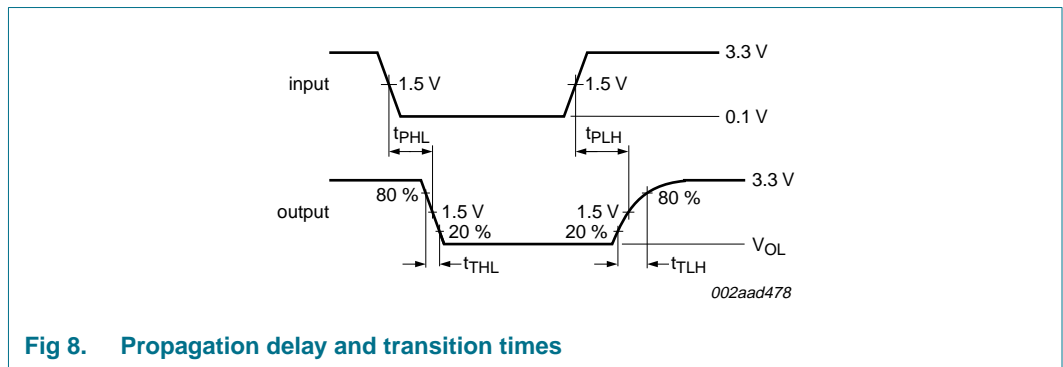 3.3 V
input
1.5 V
1.5 V
0.1 V
tPHL
tPLH
3.3 V
80 %
80 %
output
1.5 V
1.5 V
20 %
20 %
VOL
tTHL
tTLH
002aad478
Fig 8. Propagation delay and transition times